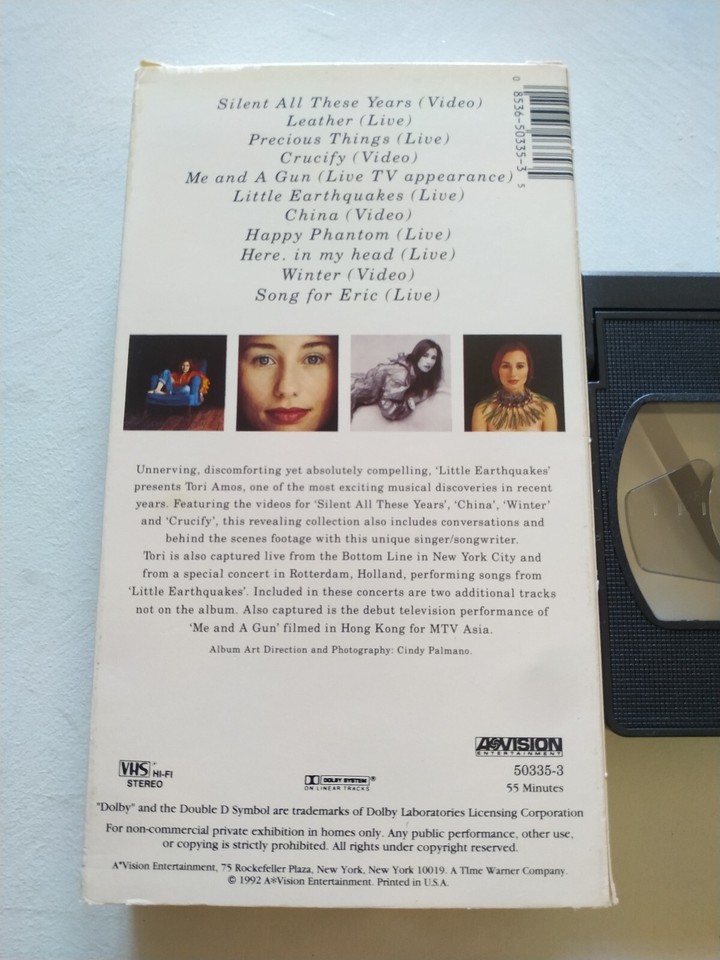 Silent All These Years (Video)
Leather (Live)
Precious Things (Live)
Crucify (Video)
Me and A Gun (Live TV appearance)
Little Earthquakes (Live)
China (Video)
Happy Phantom (Live)
Here. in my head (Live)
Winter (Video)
Song for Eric (Live)
0 8536-50335-3 5
Unnerving, discomforting yet absolutely compelling, ‘Little Earthquakes’
presents Tori Amos, one of the most exciting musical discoveries in recent
years. Featuring the videos for ‘Silent All These Years’, ‘China’, ‘Winter’
and ‘Crucify’, this revealing collection also includes conversations and
behind the scenes footage with this unique singer/songwriter.
Tori is also captured live from the Bottom Line in New York City and
from a special concert in Rotterdam, Holland, performing songs from
‘Little Earthquakes’. Included in these concerts are two additional tracks
not on the album. Also captured is the debut television performance of
‘Me and A Gun’ filmed in Hong Kong for MTV Asia.
Album Art Direction and Photography: Cindy Palmano.
A*VISION
ENTERTAINMENT
50335-3
55 Minutes
VHS HI-FI
STEREO
DOLBY SYSTEM®
ON LINEAR TRACKS
"Dolby" and the Double D Symbol are trademarks of Dolby Laboratories Licensing Corporation
For non-commercial private exhibition in homes only. Any public performance, other use,
or copying is strictly prohibited. All rights under copyright reserved.
A*Vision Entertainment, 75 Rockefeller Plaza, New York, New York 10019. A TIme Warner Company.
© 1992 A*Vision Entertainment. Printed in U.S.A.